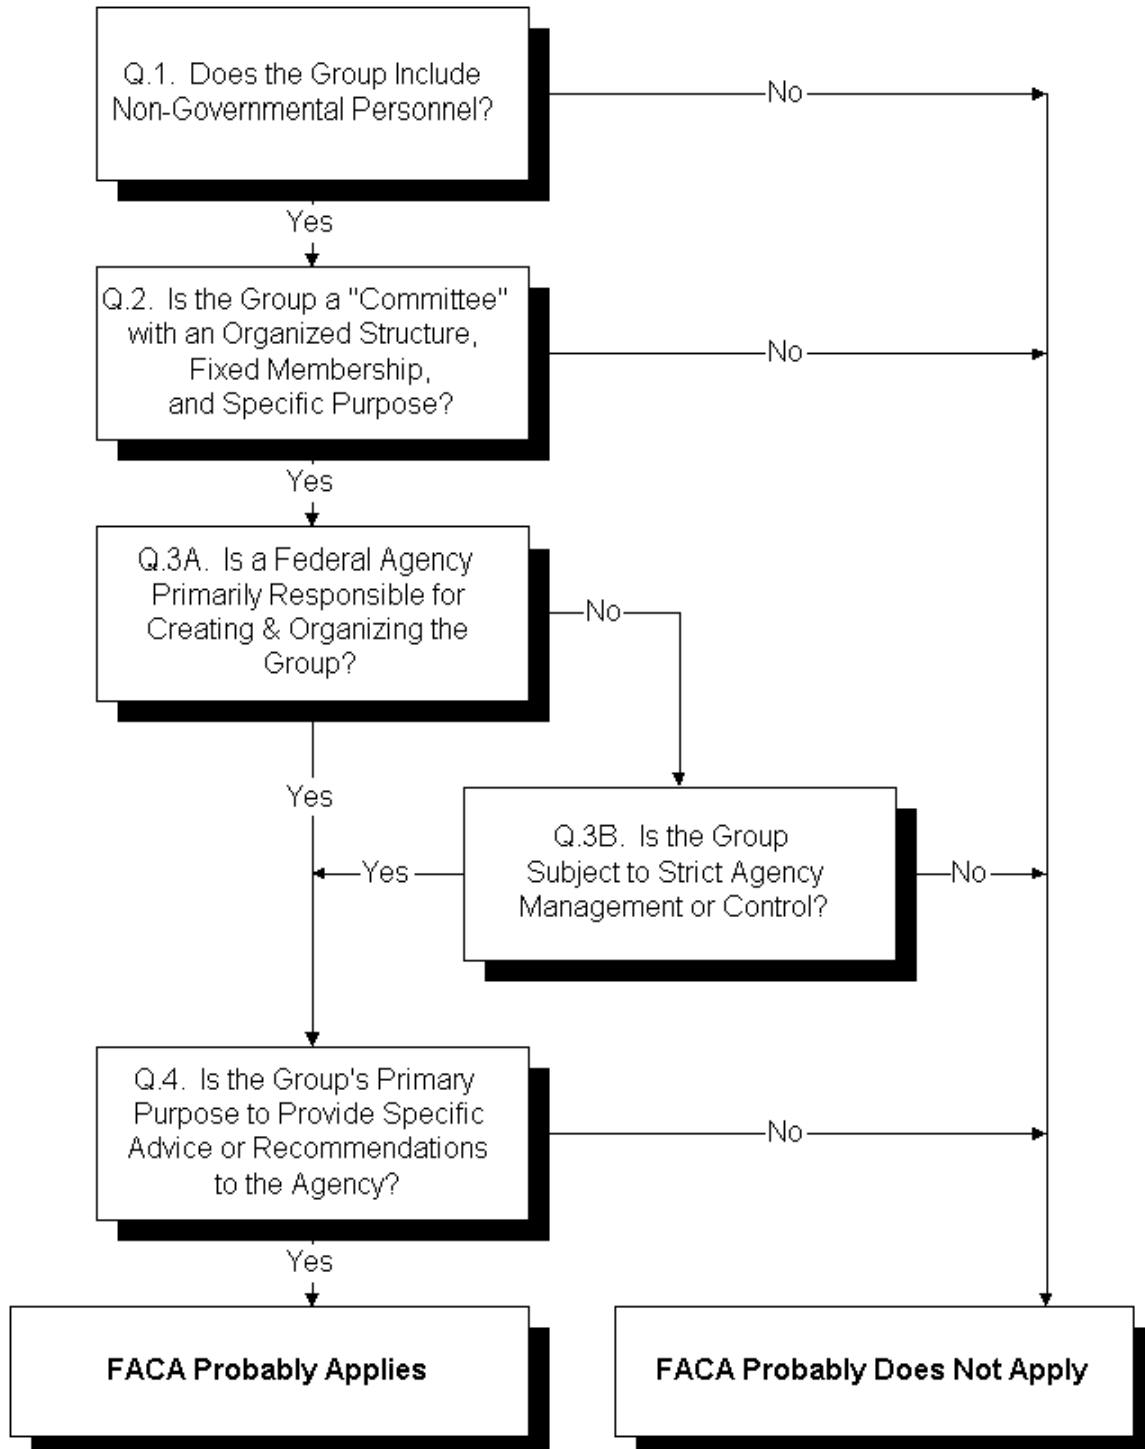 Q.1. Does the Group Include
Non-Governmental Personnel?
No
Yes
Q.2. Is the Group a "Committee"
with an Organized Structure,
Fixed Membership,
and Specific Purpose?
No
Yes
Q.3A. Is a Federal Agency
Primarily Responsible for
Creating & Organizing the
Group?
No
Yes
Q.3B. Is the Group
Subject to Strict Agency
Management or Control?
Yes
No
Q.4. Is the Group's Primary
Purpose to Provide Specific
Advice or Recommendations
to the Agency?
No
Yes
FACA Probably Applies
FACA Probably Does Not Apply